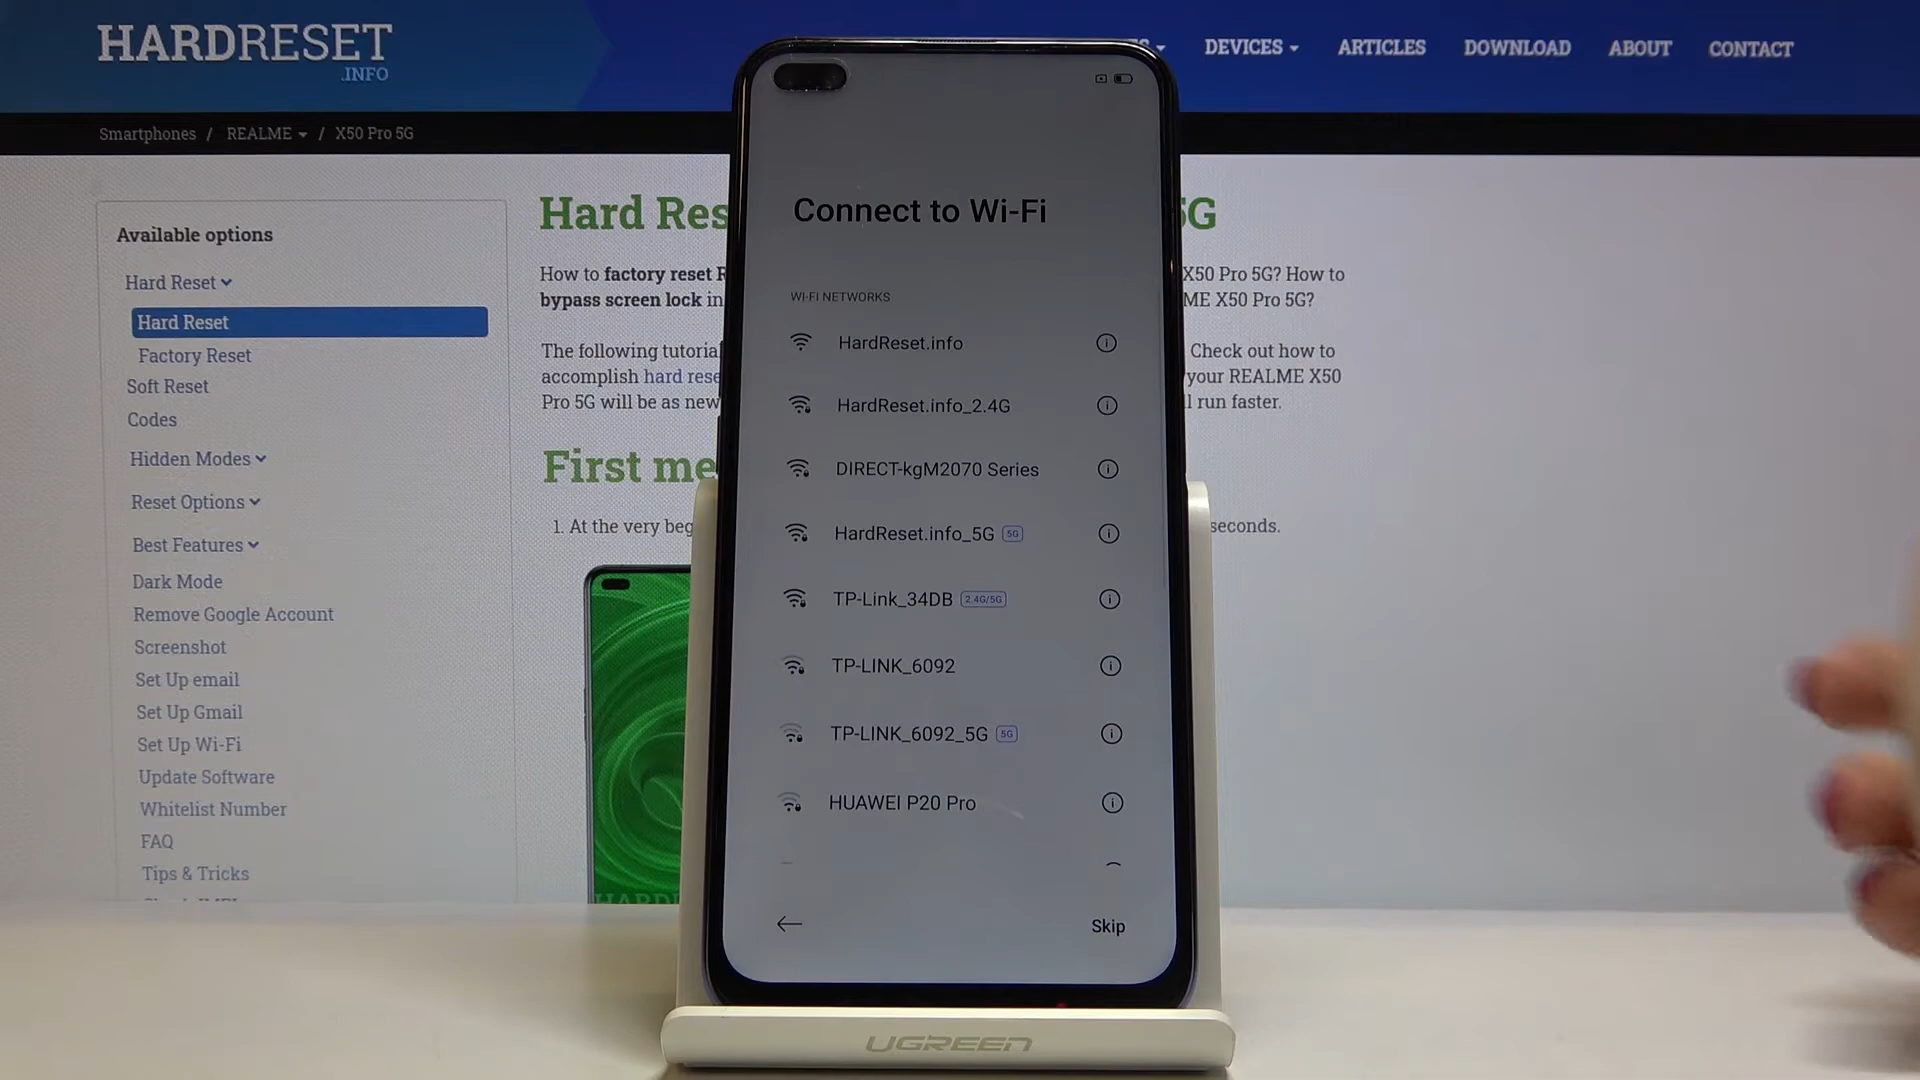 HARDRESET
.INFO
DEVICES
ARTICLES
DOWNLOAD
ABOUT
CONTACT
Smartphones / REALME / X50 Pro 5G
Available options
Hard Reset
Hard Reset
Factory Reset
Soft Reset
Codes
Hidden Modes
Reset Options
Best Features
Dark Mode
Remove Google Account
Screenshot
Set Up email
Set Up Gmail
Set Up Wi-Fi
Update Software
Whitelist Number
FAQ
Tips & Tricks
Hard Res 5G
How to factory reset R X50 Pro 5G? How to
bypass screen lock in ME X50 Pro 5G?
The following tutoria Check out how to
accomplish hard rese your REALME X50
Pro 5G will be as new l run faster.
First me
1. At the very beg seconds.
Connect to Wi-Fi
WI-FI NETWORKS
HardReset.info
HardReset.info_2.4G
DIRECT-kgM2070 Series
HardReset.info_5G 5G
TP-Link_34DB 2.4G/5G
TP-LINK_6092
TP-LINK_6092_5G 5G
HUAWEI P20 Pro
Skip
UGREEN